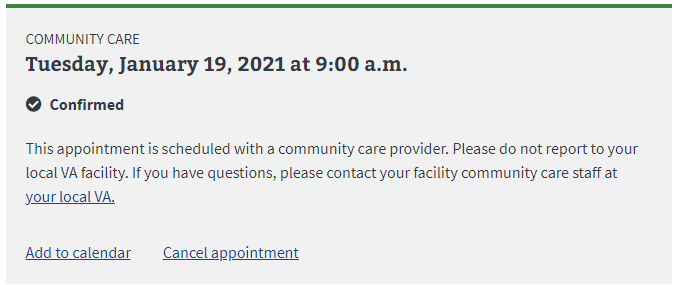 COMMUNITY CARE
Tuesday, January 19, 2021 at 9:00 a.m.
Confirmed
This appointment is scheduled with a community care provider. Please do not report to your
local VA facility. If you have questions, please contact your facility community care staff at
your local VA.
Add to calendar Cancel appointment